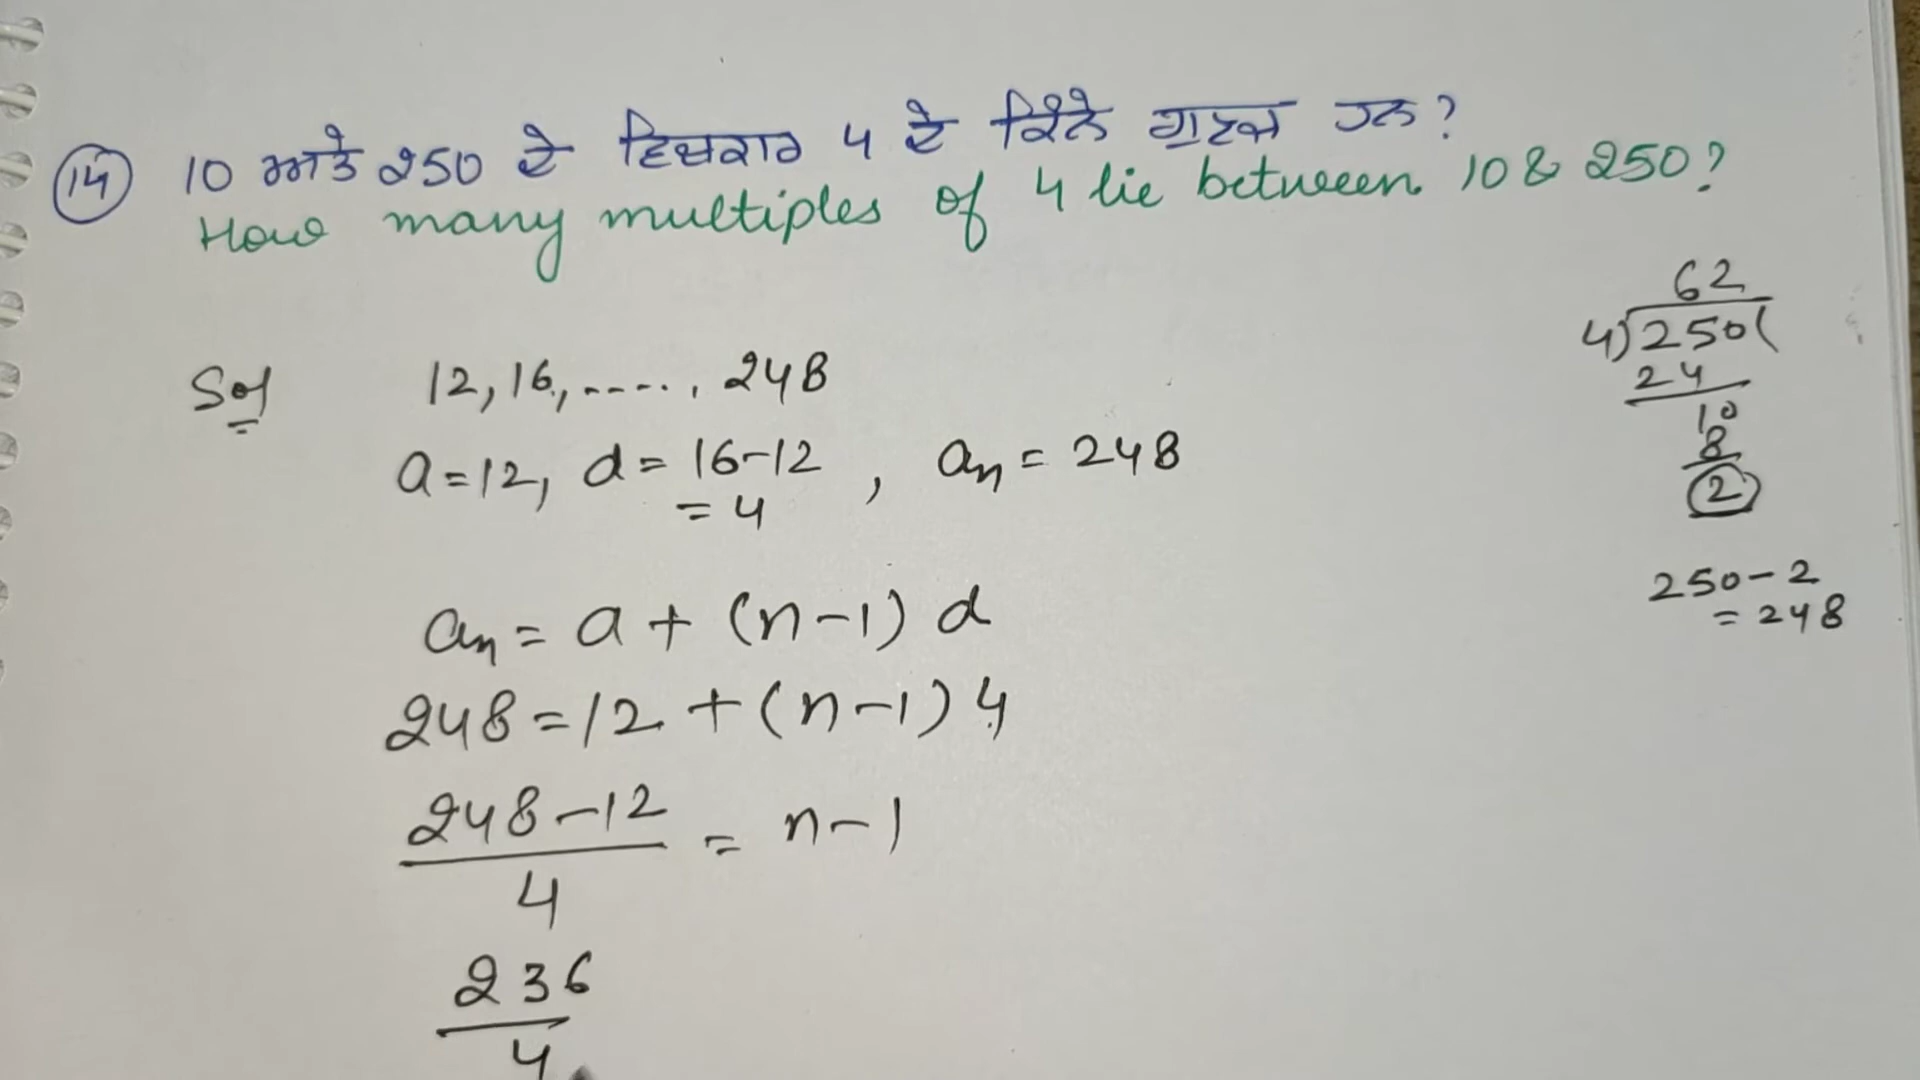 (14) 10 ਅਤੇ 250 ਦੇ ਵਿਚਕਾਰ 4 ਦੇ ਕਿੰਨੇ ਗੁਣਜ ਹਨ?
How many multiples of 4 lie between 10 & 250?
Sol 12, 16, ....., 248
a = 12, d = 16-12, an = 248
= 4
an = a + (n-1) d
248 = 12 + (n-1) 4
248-12 = n-1
4
236
4
62
4)250(
24
10
8
2
250-2
= 248